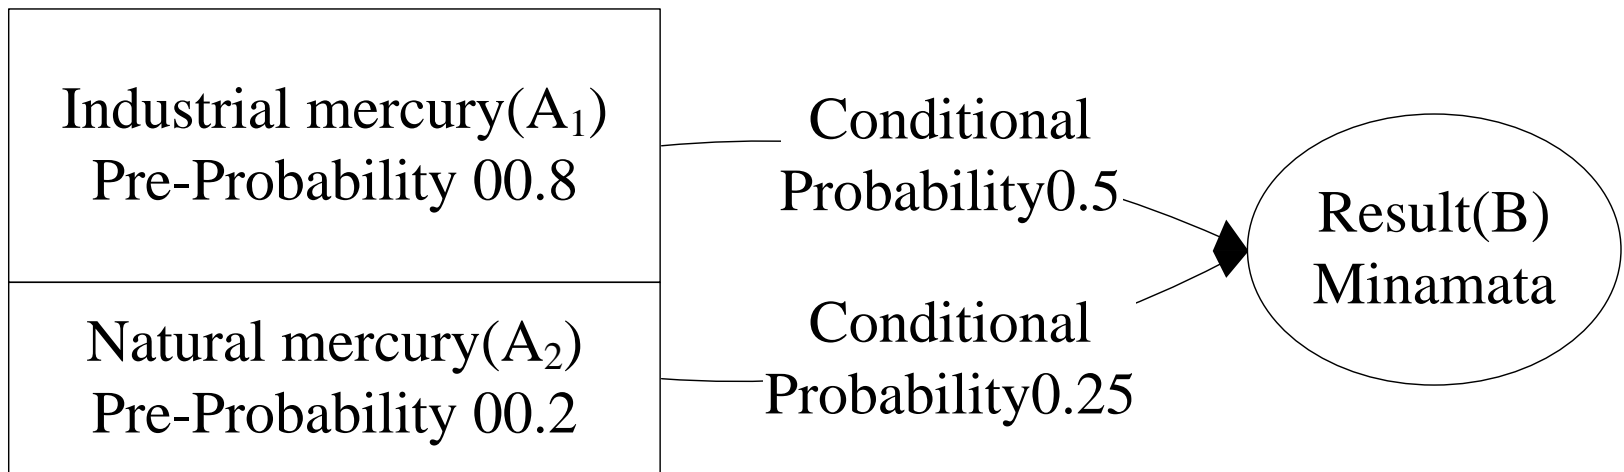 Industrial mercury(A₁)
Pre-Probability 00.8
Natural mercury(A₂)
Pre-Probability 00.2
Conditional
Probability0.5
Conditional
Probability0.25
Result(B)
Minamata